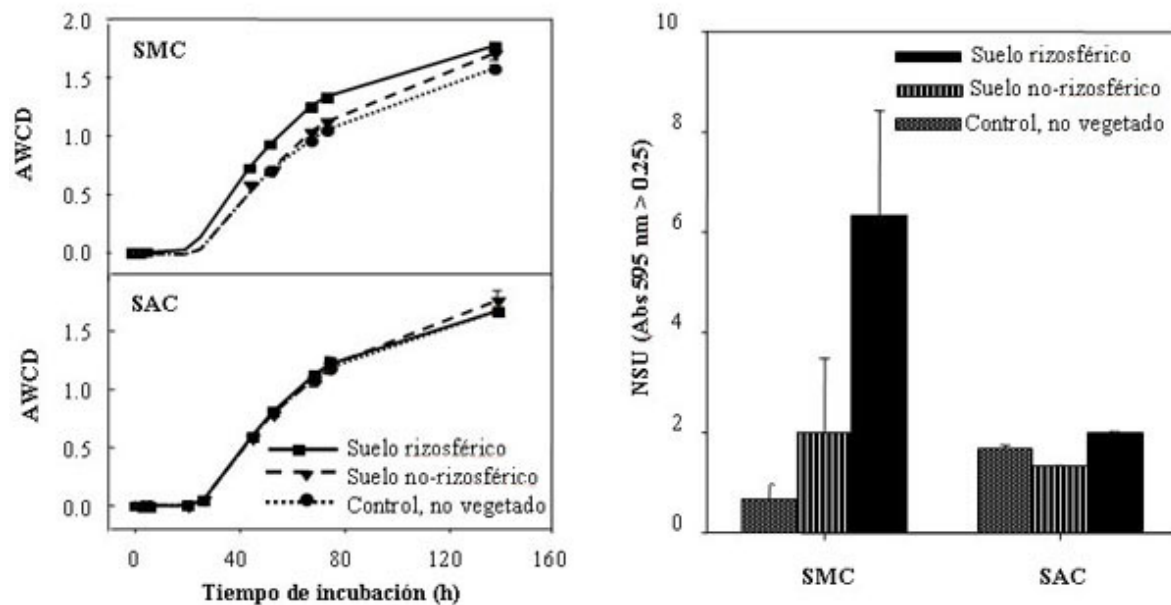 2.0
SMC
1.5
AWCD
1.0
0.5
0.0
SAC
1.5
AWCD
1.0
0.5
Suelo rizosférico
Suelo no-rizosférico
Control, no vegetado
0.0
0 40 80 120 160
Tiempo de incubación (h)
10
Suelo rizosférico
Suelo no-rizosférico
Control, no vegetado
8
NSU (Abs 595 nm > 0.25)
6
4
2
0
SMC SAC